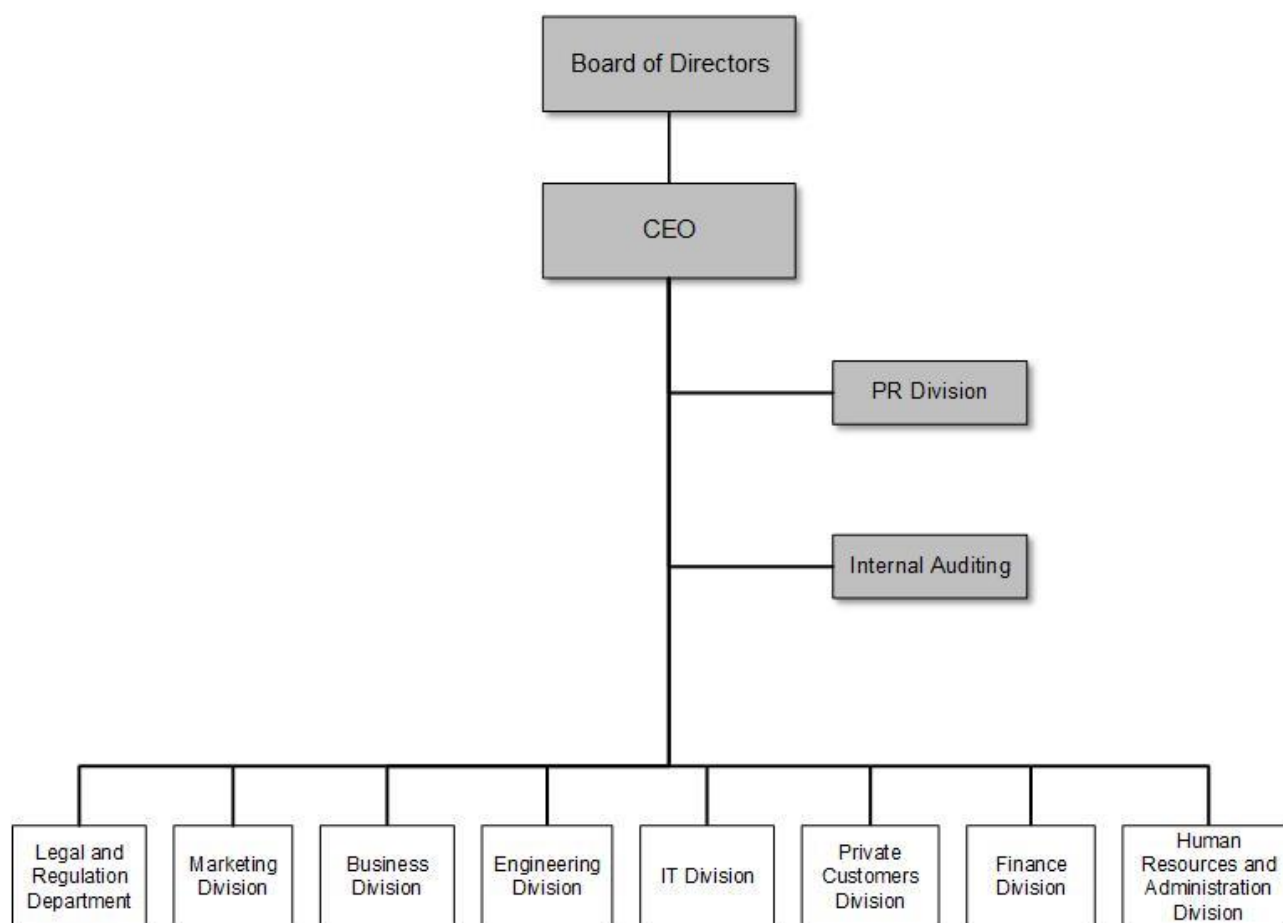 Board of Directors
CEO
PR Division
Internal Auditing
Legal and
Regulation
Department
Marketing
Division
Business
Division
Engineering
Division
IT Division
Private
Customers
Division
Finance
Division
Human
Resources and
Administration
Division